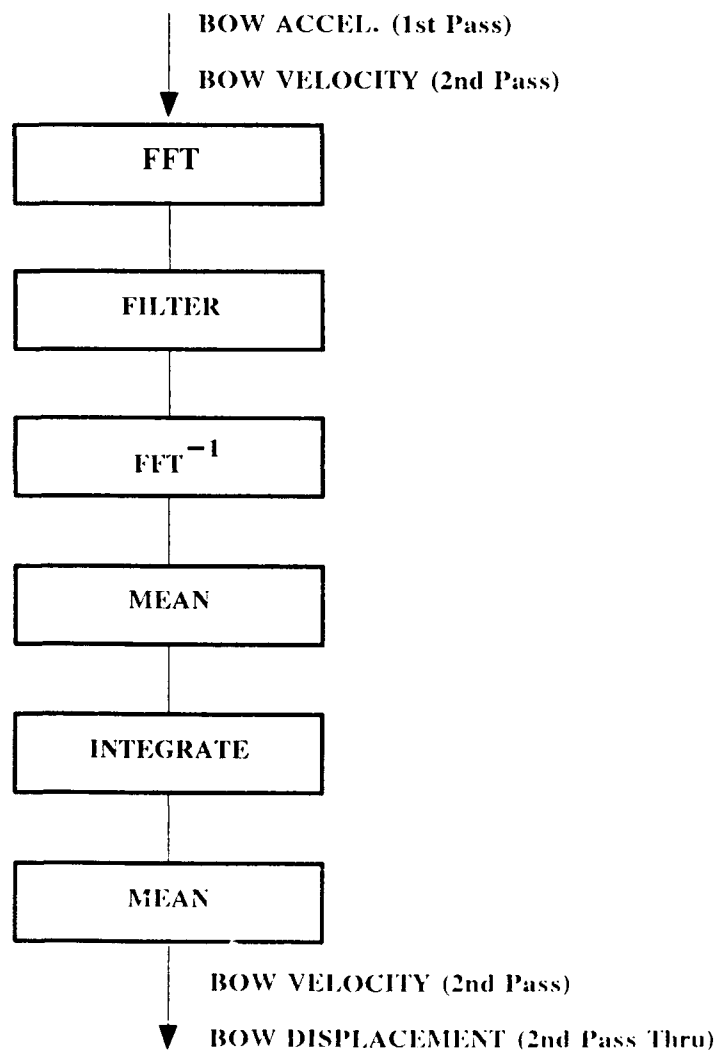 BOW ACCEL. (1st Pass)
BOW VELOCITY (2nd Pass)
FFT
FILTER
FFT −1
MEAN
INTEGRATE
MEAN
BOW VELOCITY (2nd Pass)
BOW DISPLACEMENT (2nd Pass Thru)